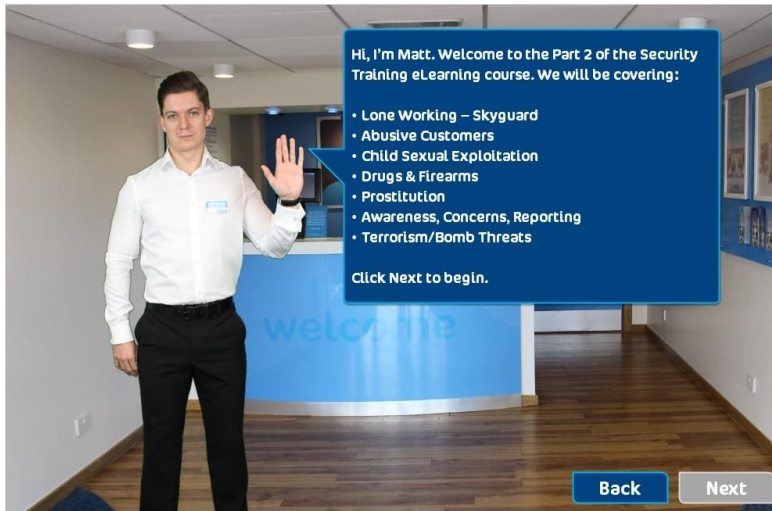 Hi, I'm Matt. Welcome to the Part 2 of the Security
Training eLearning course. We will be covering:
• Lone Working – Skyguard
• Abusive Customers
• Child Sexual Exploitation
• Drugs & Firearms
• Prostitution
• Awareness, Concerns, Reporting
• Terrorism/Bomb Threats
Click Next to begin.
welcome
Back
Next